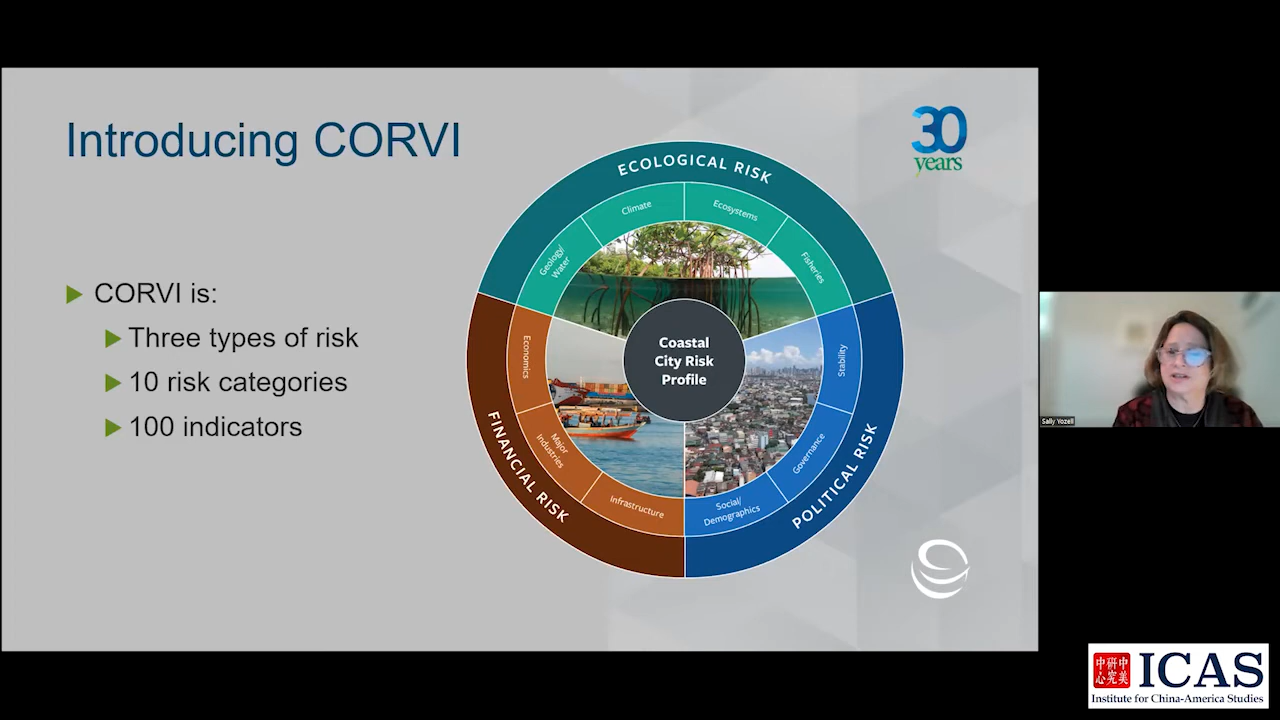 Introducing CORVI
30
years
CORVI is:
Three types of risk
10 risk categories
100 indicators
ECOLOGICAL RISK
Geology/
Water
Climate
Ecosystems
Fisheries
FINANCIAL RISK
Economics
Major
Industries
Infrastructure
POLITICAL RISK
Stability
Governance
Social/
Demographics
Coastal
City Risk
Profile
Sally Yozell
中研中
心究美
ICAS
Institute for China-America Studies